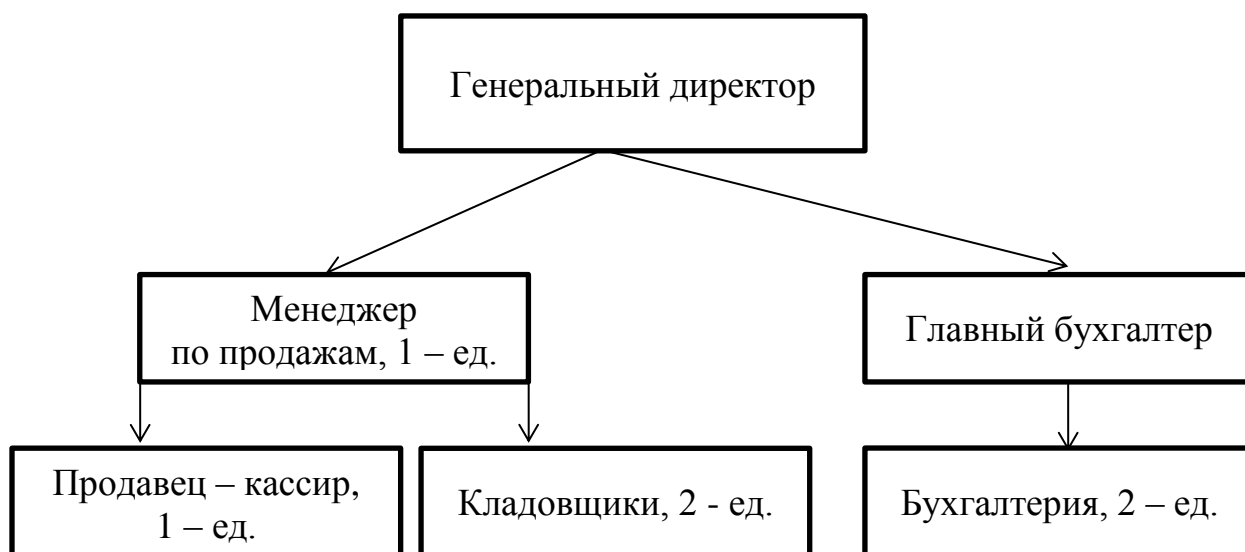 Генеральный директор
Менеджер
по продажам, 1 – ед.
Главный бухгалтер
Продавец – кассир,
1 – ед.
Кладовщики, 2 - ед.
Бухгалтерия, 2 – ед.